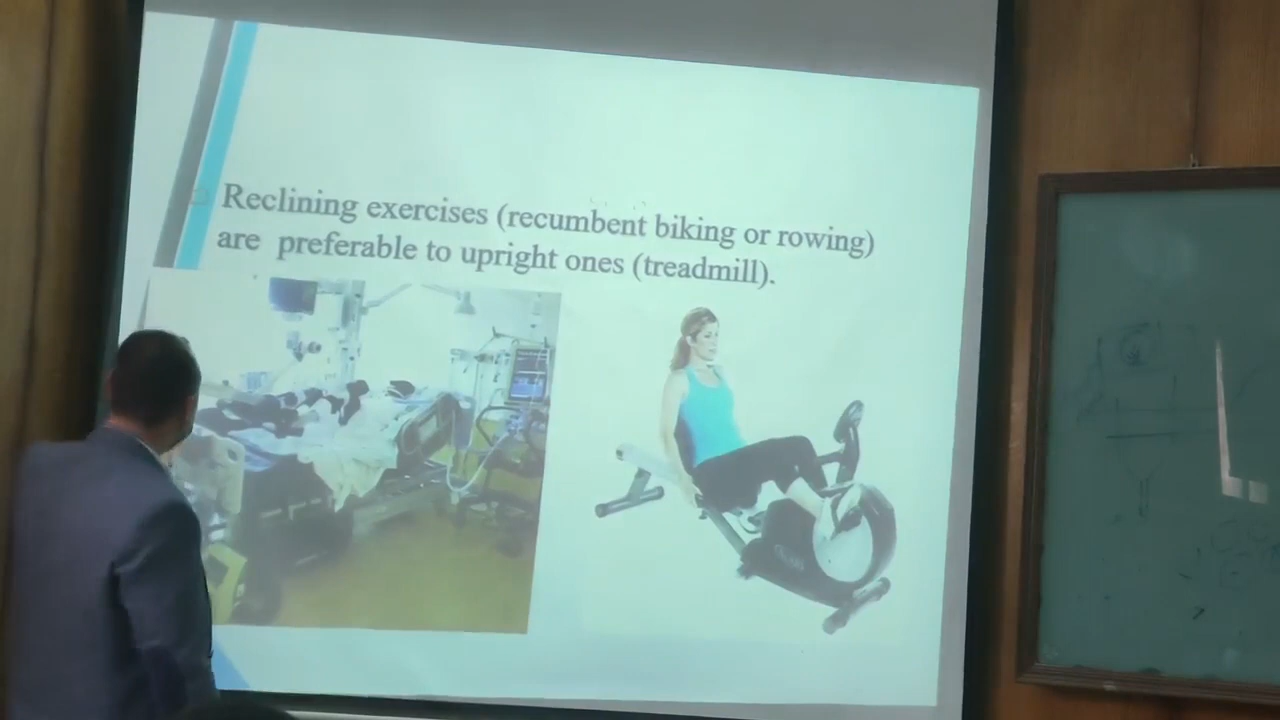 Reclining exercises (recumbent biking or rowing)
are preferable to upright ones (treadmill).